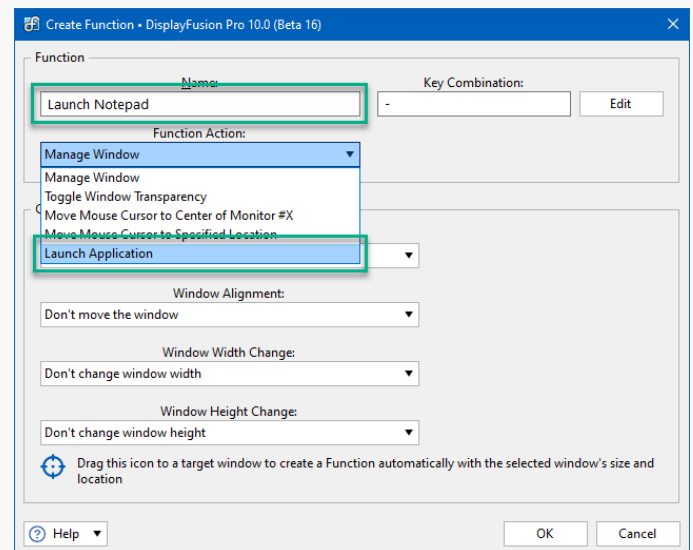 Create Function • DisplayFusion Pro 10.0 (Beta 16)
Function
Name:
Key Combination:
Launch Notepad
-
Edit
Function Action:
Manage Window
Manage Window
Toggle Window Transparency
Move Mouse Cursor to Center of Monitor #X
Move Mouse Cursor to Specified Location
Launch Application
Window Alignment:
Don't move the window
Window Width Change:
Don't change window width
Window Height Change:
Don't change window height
Drag this icon to a target window to create a Function automatically with the selected window's size and
location
Help
OK
Cancel